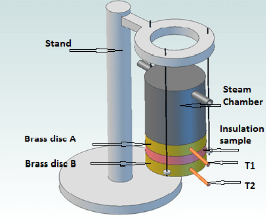 Stand
Steam
Chamber
Insulation
sample
Brass disc A
Brass disc B
T1
T2